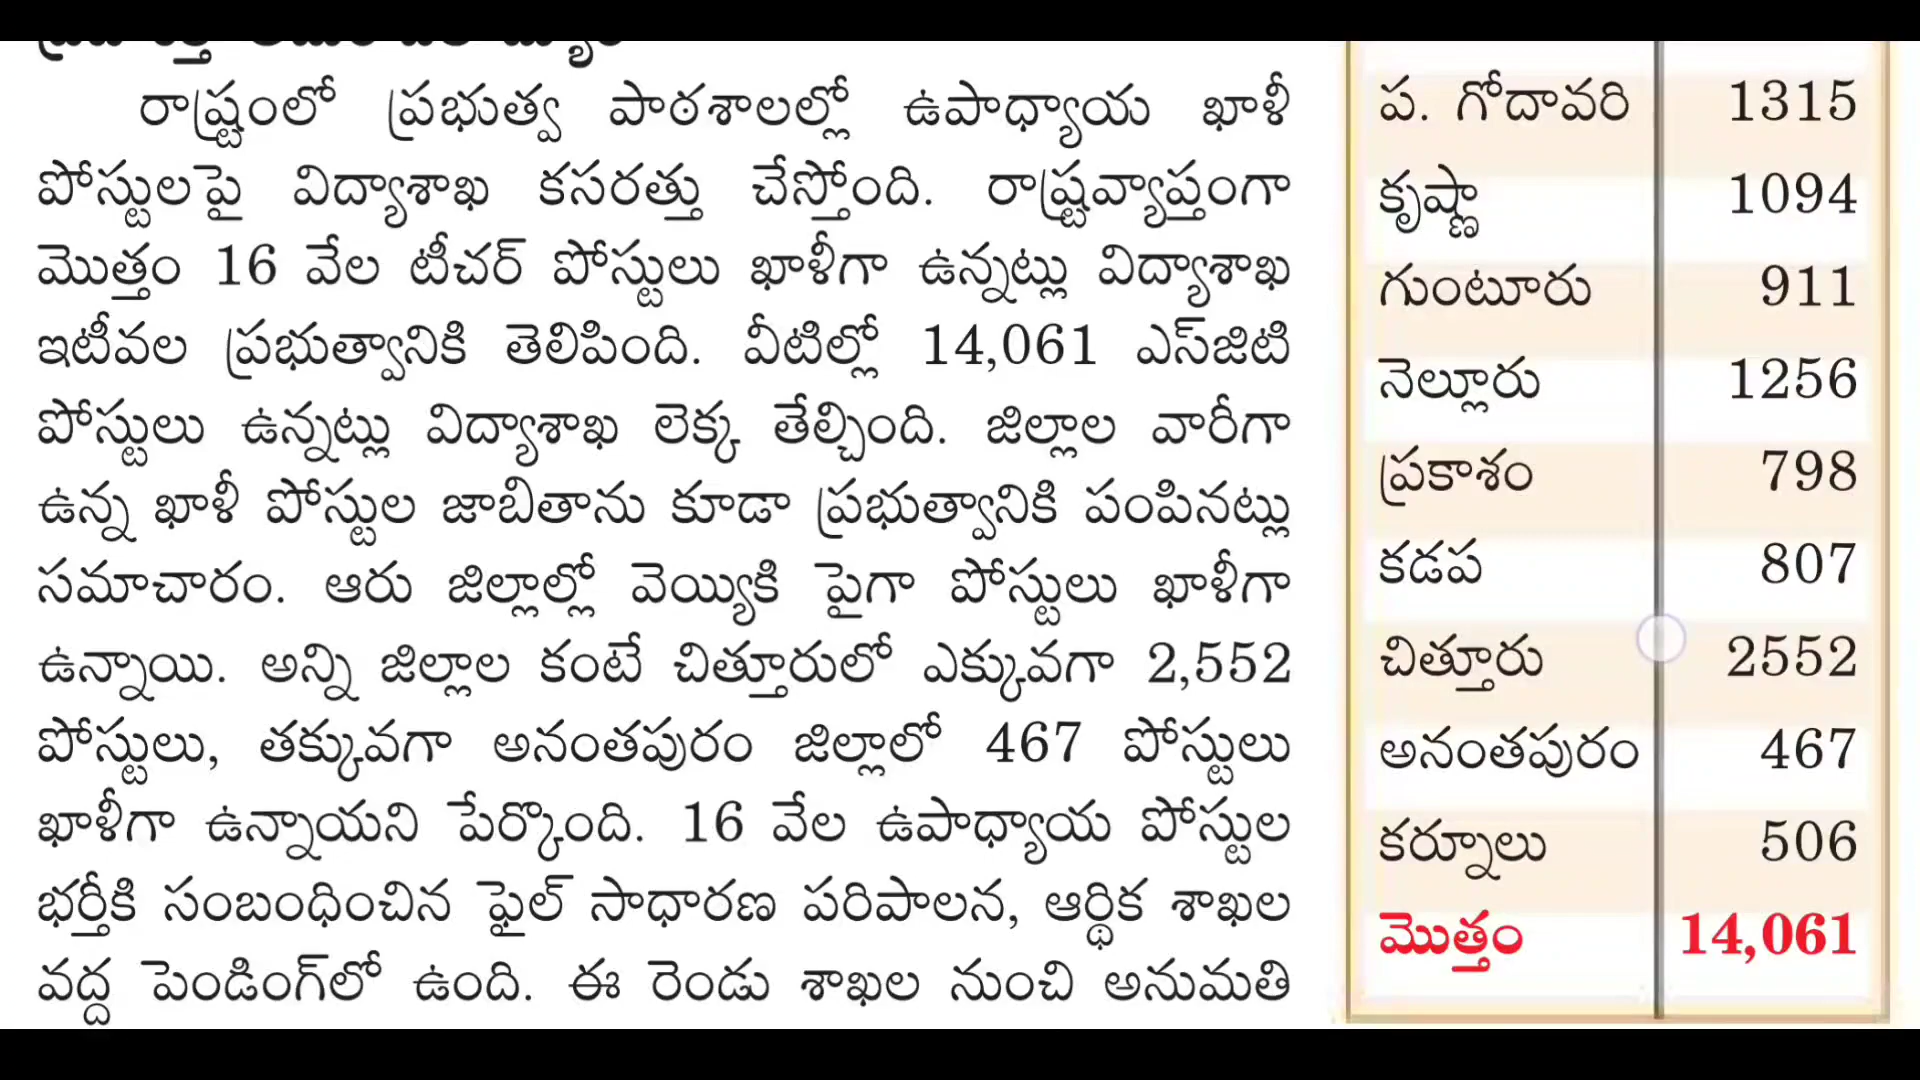 రాష్ట్రంలో ప్రభుత్వ పాఠశాలల్లో ఉపాధ్యాయ ఖాళీ
పోస్టులపై విద్యాశాఖ కసరత్తు చేస్తోంది. రాష్ట్రవ్యాప్తంగా
మొత్తం 16 వేల టీచర్ పోస్టులు ఖాళీగా ఉన్నట్లు విద్యాశాఖ
ఇటీవల ప్రభుత్వానికి తెలిపింది. వీటిల్లో 14,061 ఎస్‌జిటి
పోస్టులు ఉన్నట్లు విద్యాశాఖ లెక్క తేల్చింది. జిల్లాల వారీగా
ఉన్న ఖాళీ పోస్టుల జాబితాను కూడా ప్రభుత్వానికి పంపినట్లు
సమాచారం. ఆరు జిల్లాల్లో వెయ్యికి పైగా పోస్టులు ఖాళీగా
ఉన్నాయి. అన్ని జిల్లాల కంటే చిత్తూరులో ఎక్కువగా 2,552
పోస్టులు, తక్కువగా అనంతపురం జిల్లాలో 467 పోస్టులు
ఖాళీగా ఉన్నాయని పేర్కొంది. 16 వేల ఉపాధ్యాయ పోస్టుల
భర్తీకి సంబంధించిన ఫైల్ సాధారణ పరిపాలన, ఆర్థిక శాఖల
వద్ద పెండింగ్‌లో ఉంది. ఈ రెండు శాఖల నుంచి అనుమతి
ప. గోదావరి 1315
కృష్ణా 1094
గుంటూరు 911
నెల్లూరు 1256
ప్రకాశం 798
కడప 807
చిత్తూరు 2552
అనంతపురం 467
కర్నూలు 506
మొత్తం 14,061